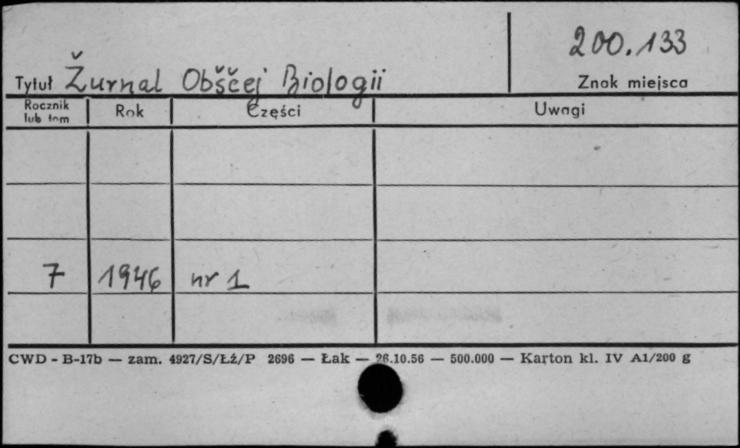 200.133
Tytuł Žurnal Obščej Biologii
Znak miejsca
Rocznik lub tom Rok Części Uwagi
7 1946 nr 1
CWD - B-17b — zam. 4927/S/Łź/P 2696 — Łak — 26.10.56 — 500.000 — Karton kl. IV A1/200 g